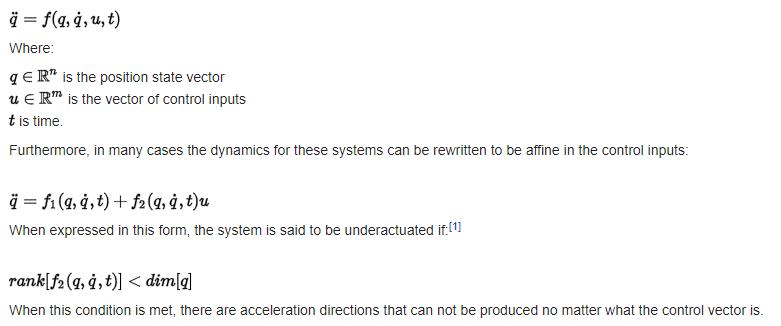 q̈ = f(q, q̇, u, t)
Where:
q ∈ ℝⁿ is the position state vector
u ∈ ℝᵐ is the vector of control inputs
t is time.
Furthermore, in many cases the dynamics for these systems can be rewritten to be affine in the control inputs:
q̈ = f₁(q, q̇, t) + f₂(q, q̇, t)u
When expressed in this form, the system is said to be underactuated if:[1]
rank[f₂(q, q̇, t)] < dim[q]
When this condition is met, there are acceleration directions that can not be produced no matter what the control vector is.